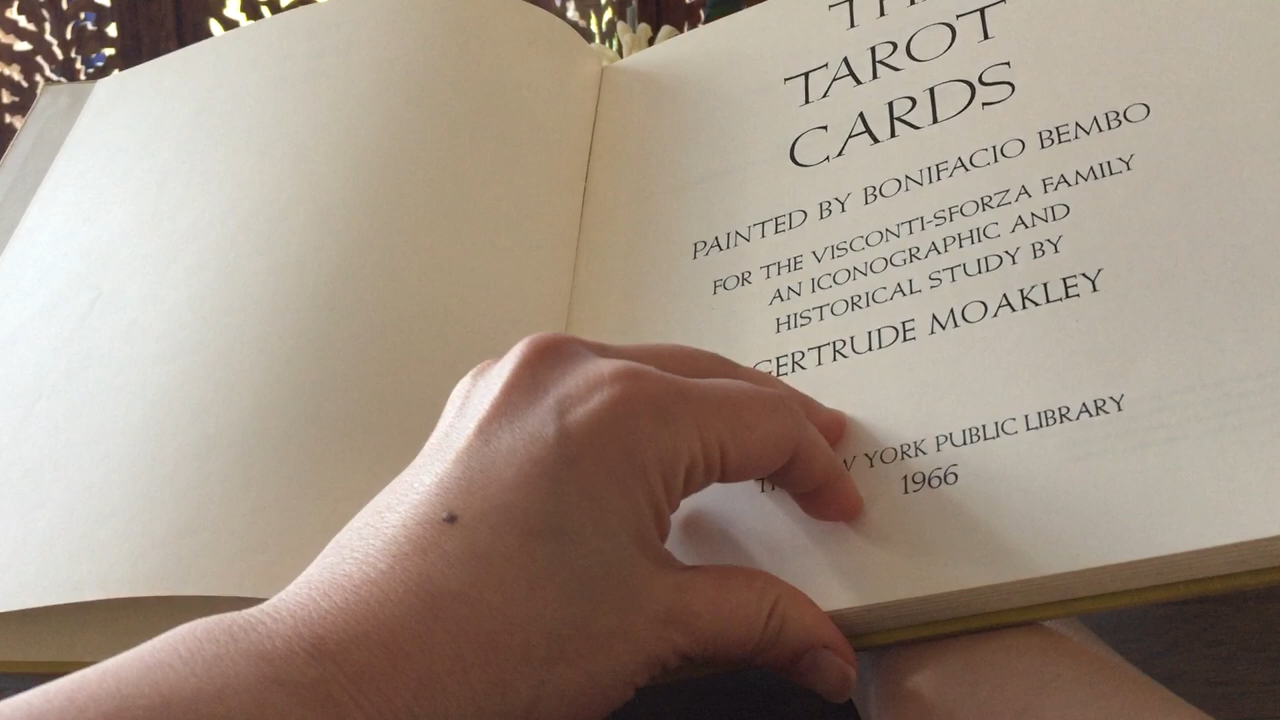 TAROT
CARDS
PAINTED BY BONIFACIO BEMBO
FOR THE VISCONTI-SFORZA FAMILY
AN ICONOGRAPHIC AND
HISTORICAL STUDY BY
GERTRUDE MOAKLEY
YORK PUBLIC LIBRARY
1966